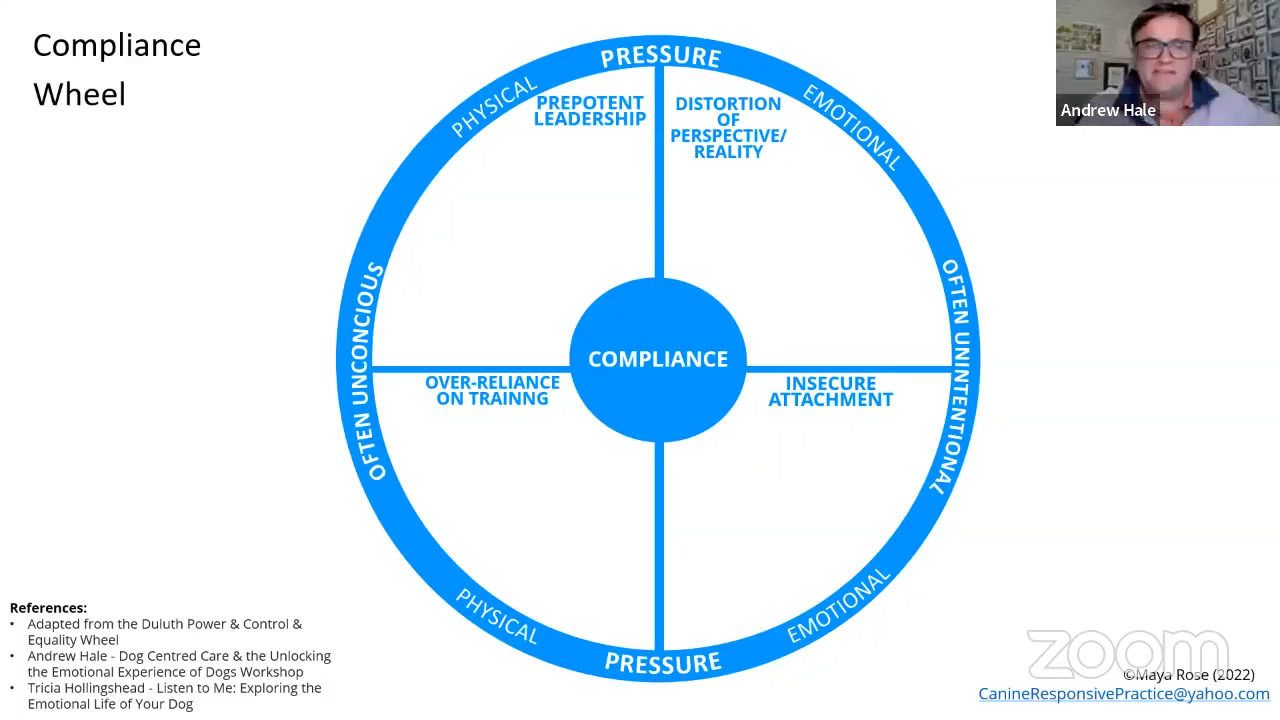 Compliance
Wheel
PRESSURE
PHYSICAL
EMOTIONAL
PREPOTENT
LEADERSHIP
DISTORTION
OF
PERSPECTIVE/
REALITY
Andrew Hale
OFTEN UNCONCIOUS
OFTEN UNINTENTIONAL
COMPLIANCE
OVER-RELIANCE
ON TRAINNG
INSECURE
ATTACHMENT
PHYSICAL
EMOTIONAL
PRESSURE
References:
• Adapted from the Duluth Power & Control &
Equality Wheel
• Andrew Hale - Dog Centred Care & the Unlocking
the Emotional Experience of Dogs Workshop
• Tricia Hollingshead - Listen to Me: Exploring the
Emotional Life of Your Dog
zoom
©Maya Rose (2022)
CanineResponsivePractice@yahoo.com